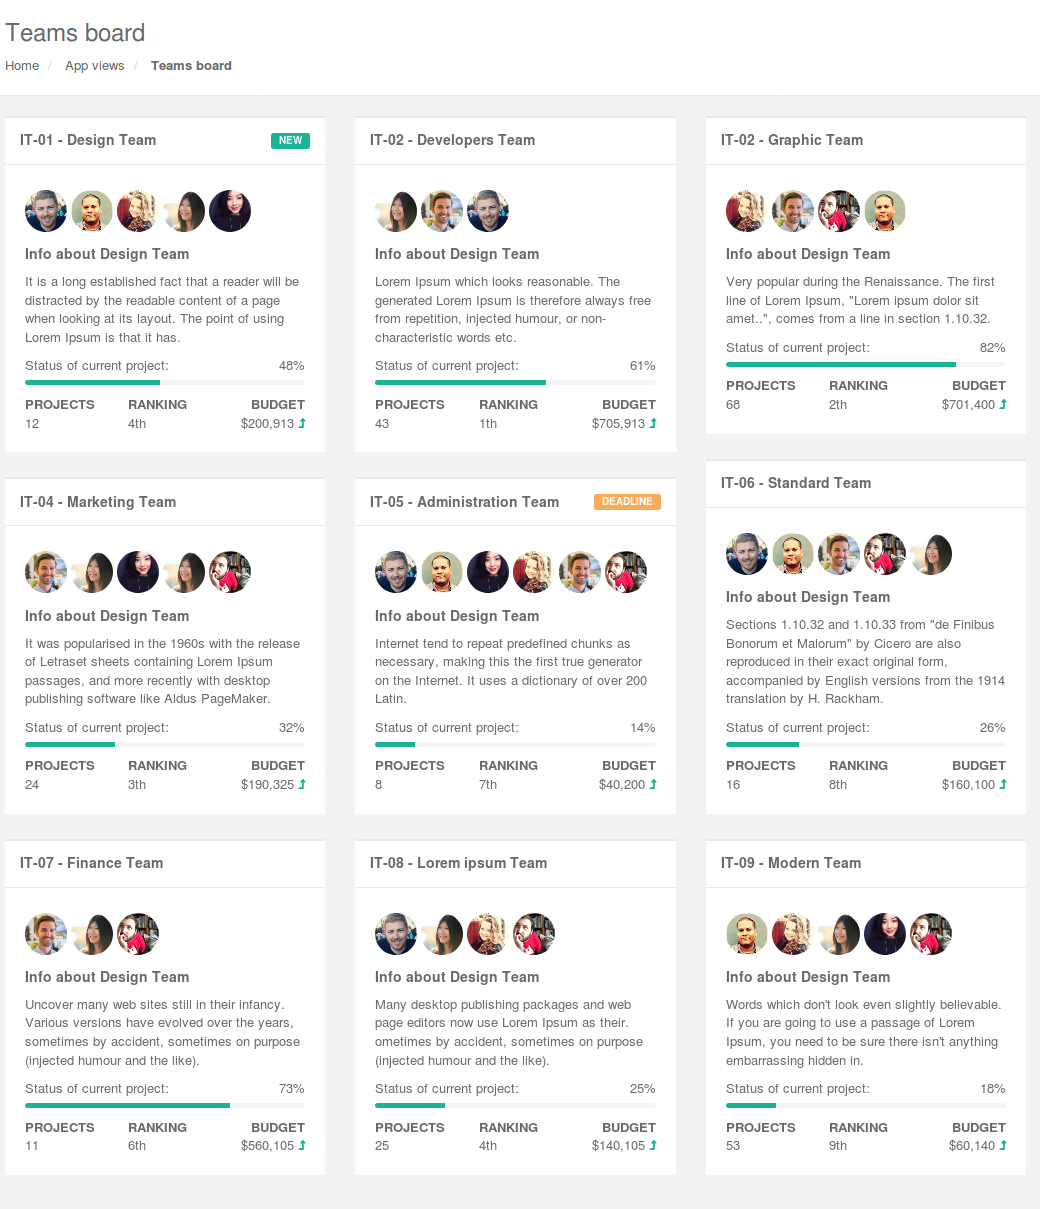 Teams board
Home / App views / Teams board
IT-01 - Design Team NEW
Info about Design Team
It is a long established fact that a reader will be
distracted by the readable content of a page
when looking at its layout. The point of using
Lorem Ipsum is that it has.
Status of current project: 48%
PROJECTS RANKING BUDGET
12 4th $200,913
IT-02 - Developers Team
Info about Design Team
Lorem Ipsum which looks reasonable. The
generated Lorem Ipsum is therefore always free
from repetition, injected humour, or non-
characteristic words etc.
Status of current project: 61%
PROJECTS RANKING BUDGET
43 1th $705,913
IT-02 - Graphic Team
Info about Design Team
Very popular during the Renaissance. The first
line of Lorem Ipsum, "Lorem ipsum dolor sit
amet..", comes from a line in section 1.10.32.
Status of current project: 82%
PROJECTS RANKING BUDGET
68 2th $701,400
IT-04 - Marketing Team
Info about Design Team
It was popularised in the 1960s with the release
of Letraset sheets containing Lorem Ipsum
passages, and more recently with desktop
publishing software like Aldus PageMaker.
Status of current project: 32%
PROJECTS RANKING BUDGET
24 3th $190,325
IT-05 - Administration Team DEADLINE
Info about Design Team
Internet tend to repeat predefined chunks as
necessary, making this the first true generator
on the Internet. It uses a dictionary of over 200
Latin.
Status of current project: 14%
PROJECTS RANKING BUDGET
8 7th $40,200
IT-06 - Standard Team
Info about Design Team
Sections 1.10.32 and 1.10.33 from "de Finibus
Bonorum et Malorum" by Cicero are also
reproduced in their exact original form,
accompanied by English versions from the 1914
translation by H. Rackham.
Status of current project: 26%
PROJECTS RANKING BUDGET
16 8th $160,100
IT-07 - Finance Team
Info about Design Team
Uncover many web sites still in their infancy.
Various versions have evolved over the years,
sometimes by accident, sometimes on purpose
(injected humour and the like).
Status of current project: 73%
PROJECTS RANKING BUDGET
11 6th $560,105
IT-08 - Lorem ipsum Team
Info about Design Team
Many desktop publishing packages and web
page editors now use Lorem Ipsum as their.
ometimes by accident, sometimes on purpose
(injected humour and the like).
Status of current project: 25%
PROJECTS RANKING BUDGET
25 4th $140,105
IT-09 - Modern Team
Info about Design Team
Words which don't look even slightly believable.
If you are going to use a passage of Lorem
Ipsum, you need to be sure there isn't anything
embarrassing hidden in.
Status of current project: 18%
PROJECTS RANKING BUDGET
53 9th $60,140